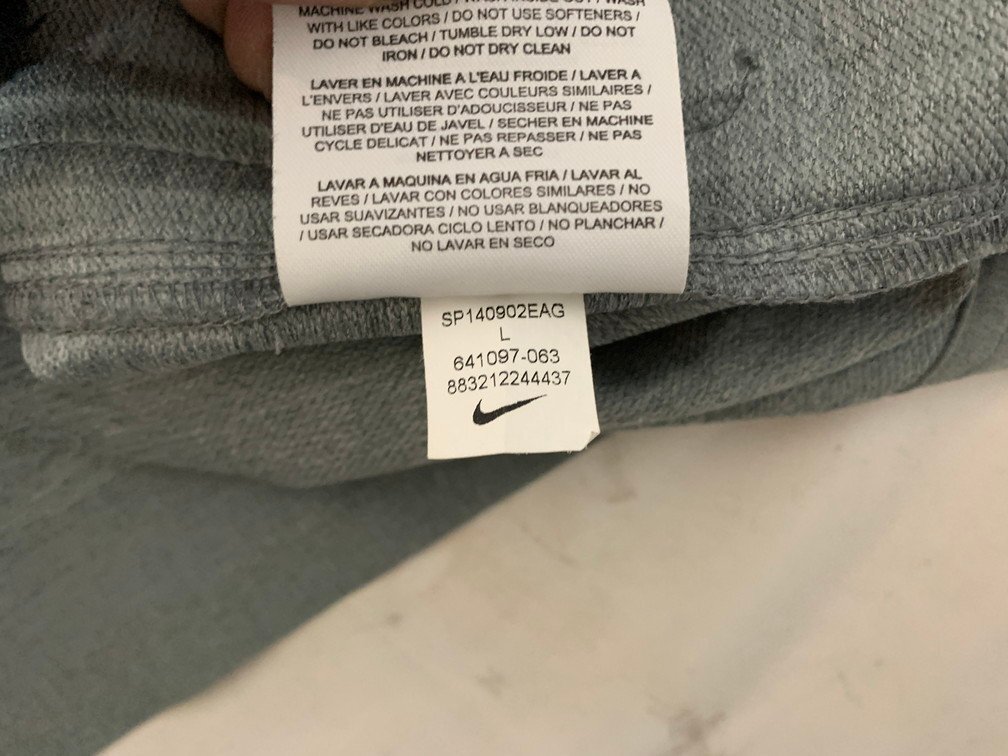 MACHINE WASH COLD / WASH INSIDE OUT / WASH
WITH LIKE COLORS / DO NOT USE SOFTENERS /
DO NOT BLEACH / TUMBLE DRY LOW / DO NOT
IRON / DO NOT DRY CLEAN
LAVER EN MACHINE A L'EAU FROIDE / LAVER A
L'ENVERS / LAVER AVEC COULEURS SIMILAIRES /
NE PAS UTILISER D'ADOUCISSEUR / NE PAS
UTILISER D'EAU DE JAVEL / SECHER EN MACHINE
CYCLE DELICAT / NE PAS REPASSER / NE PAS
NETTOYER A SEC
LAVAR A MAQUINA EN AGUA FRIA / LAVAR AL
REVES / LAVAR CON COLORES SIMILARES / NO
USAR SUAVIZANTES / NO USAR BLANQUEADORES
/ USAR SECADORA CICLO LENTO / NO PLANCHAR /
NO LAVAR EN SECO
SP140902EAG
L
641097-063
883212244437